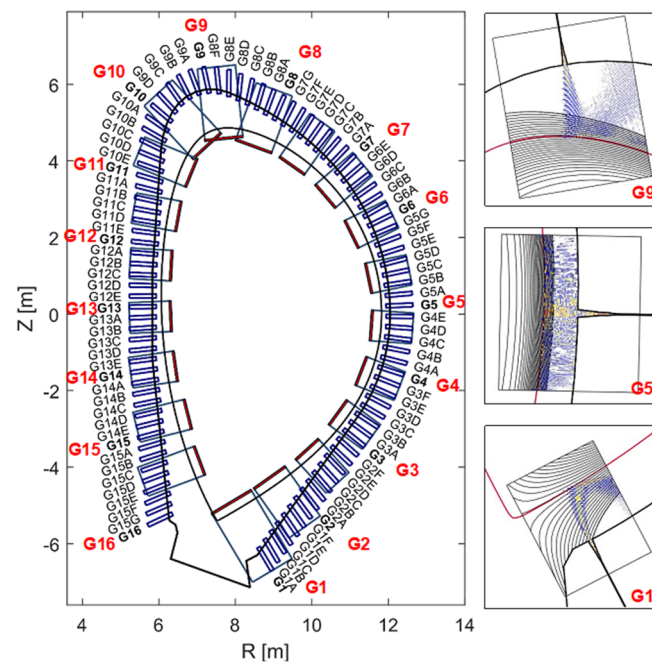 G9
G10
G9D
G9C
G9B
G9A
G9
G8F
G8E
G8D
G8C
G8B
G8A
G8
G8
G7G
G7F
G7E
G7D
G7C
G7B
G7A
G7
G7
G6E
G6D
G6C
G6B
G6A
G6
G6
G5G
G5F
G5E
G5D
G5C
G5B
G5A
G5
G5
G4E
G4D
G4C
G4B
G4A
G4
G4
G3F
G3E
G3D
G3C
G3B
G3A
G3
G3
G2
G1
G10
G10A
G10B
G10C
G10D
G10E
G11
G11
G11A
G11B
G11C
G11D
G11E
G12
G12
G12A
G12B
G12C
G12D
G12E
G13
G13
G13A
G13B
G13C
G13D
G13E
G14
G14
G14A
G14B
G14C
G14D
G14E
G15
G15
G15A
G15B
G15C
G15D
G15E
G15F
G15G
G16
G16
6
4
2
0
-2
-4
-6
Z [m]
4
6
8
10
12
14
R [m]
G9
G5
G1